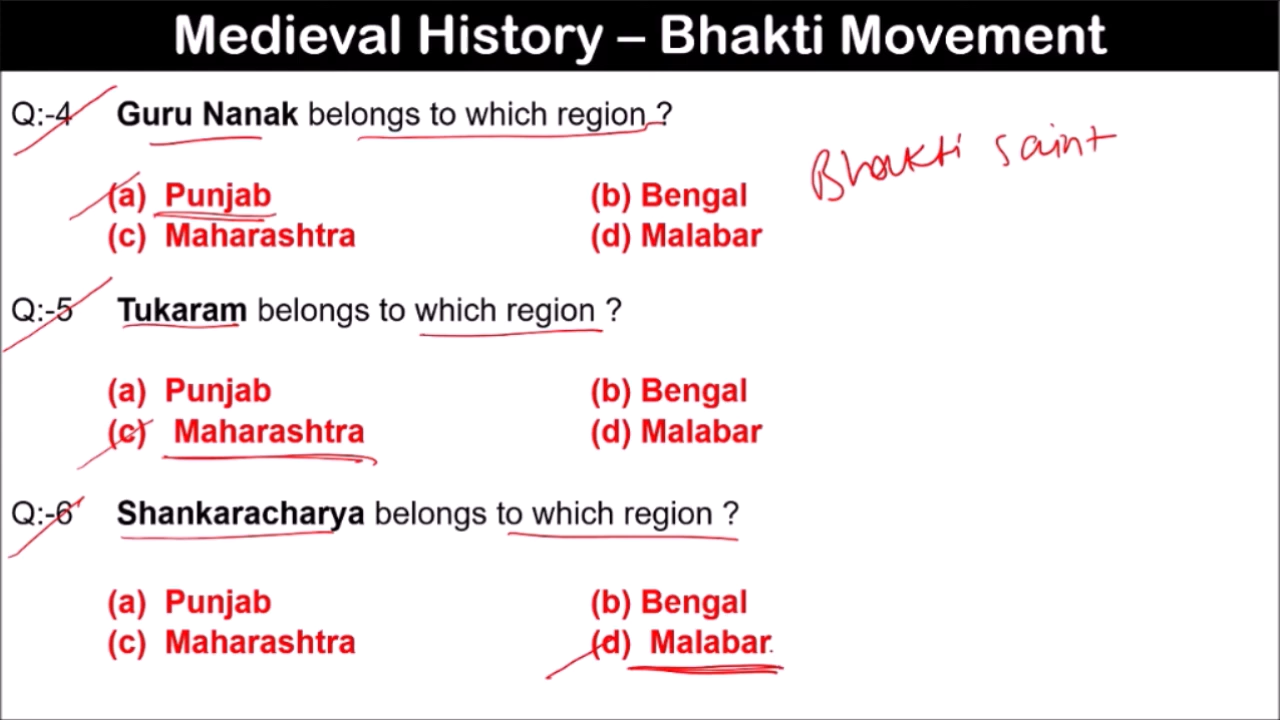 Medieval History – Bhakti Movement
Q:-4 Guru Nanak belongs to which region ?
Bhakti saint
(a) Punjab (b) Bengal
(c) Maharashtra (d) Malabar
Q:-5 Tukaram belongs to which region ?
(a) Punjab (b) Bengal
(c) Maharashtra (d) Malabar
Q:-6 Shankaracharya belongs to which region ?
(a) Punjab (b) Bengal
(c) Maharashtra (d) Malabar.